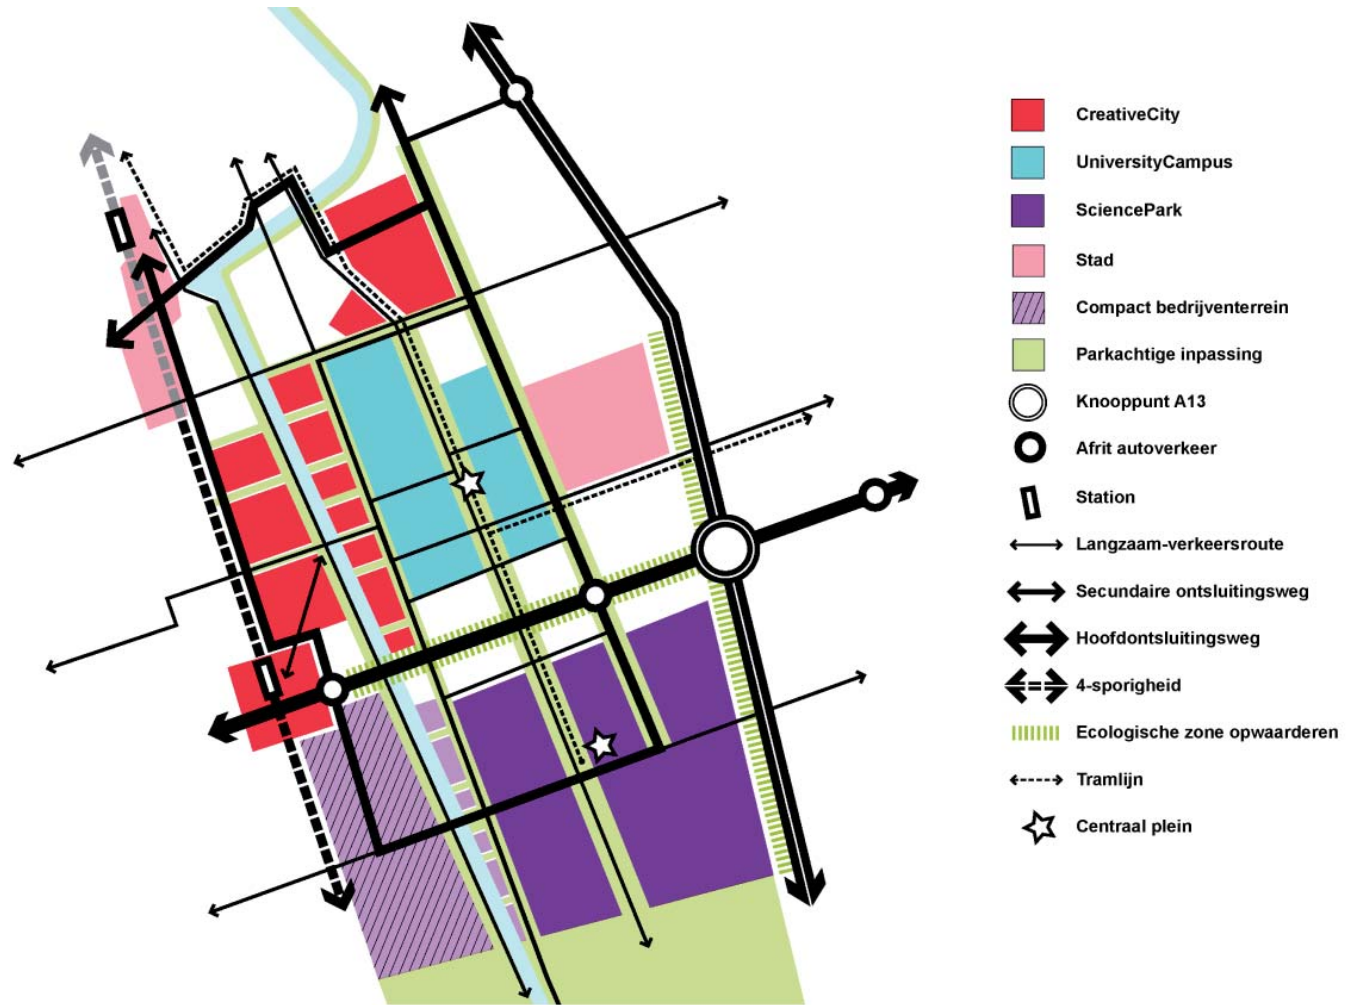 CreativeCity
UniversityCampus
SciencePark
Stad
Compact bedrijventerrein
Parkachtige inpassing
Knooppunt A13
Afrit autoverkeer
Station
Langzaam-verkeersroute
Secundaire ontsluitingsweg
Hoofdontsluitingsweg
4-sporigheid
Ecologische zone opwaarderen
Tramlijn
Centraal plein